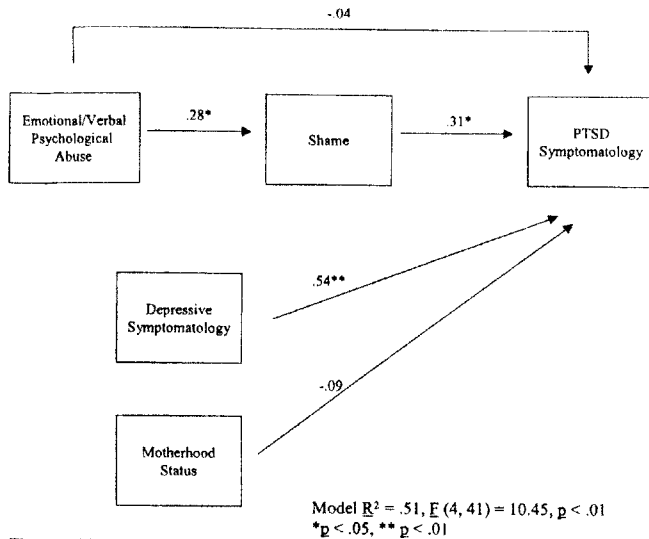 -.04
Emotional/Verbal
Psychological
Abuse
.28*
Shame
.31*
PTSD
Symptomatology
.54**
Depressive
Symptomatology
-.09
Motherhood
Status
Model R² = .51, F (4, 41) = 10.45, p < .01
*p < .05, ** p < .01